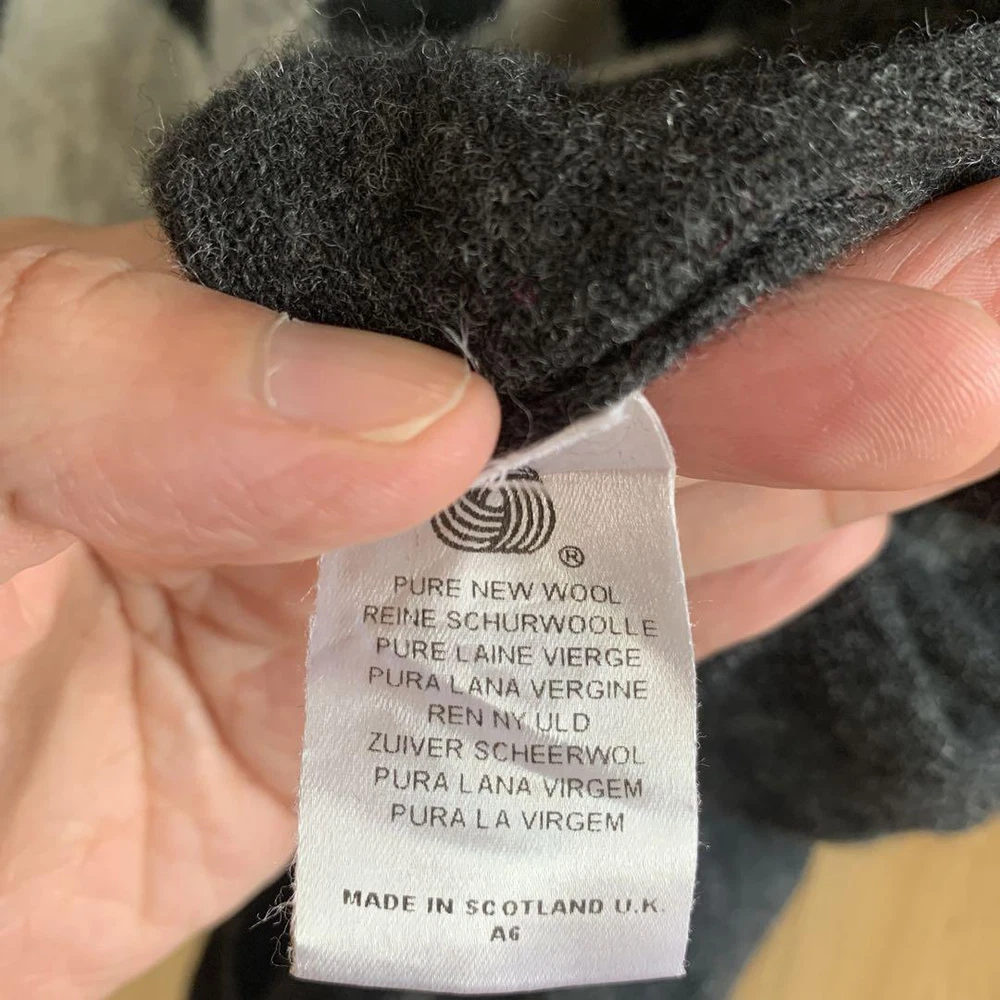 ®
PURE NEW WOOL
REINE SCHURWOOLLE
PURE LAINE VIERGE
PURA LANA VERGINE
REN NY ULD
ZUIVER SCHEERWOL
PURA LANA VIRGEM
PURA LA VIRGEM
MADE IN SCOTLAND U.K.
A6